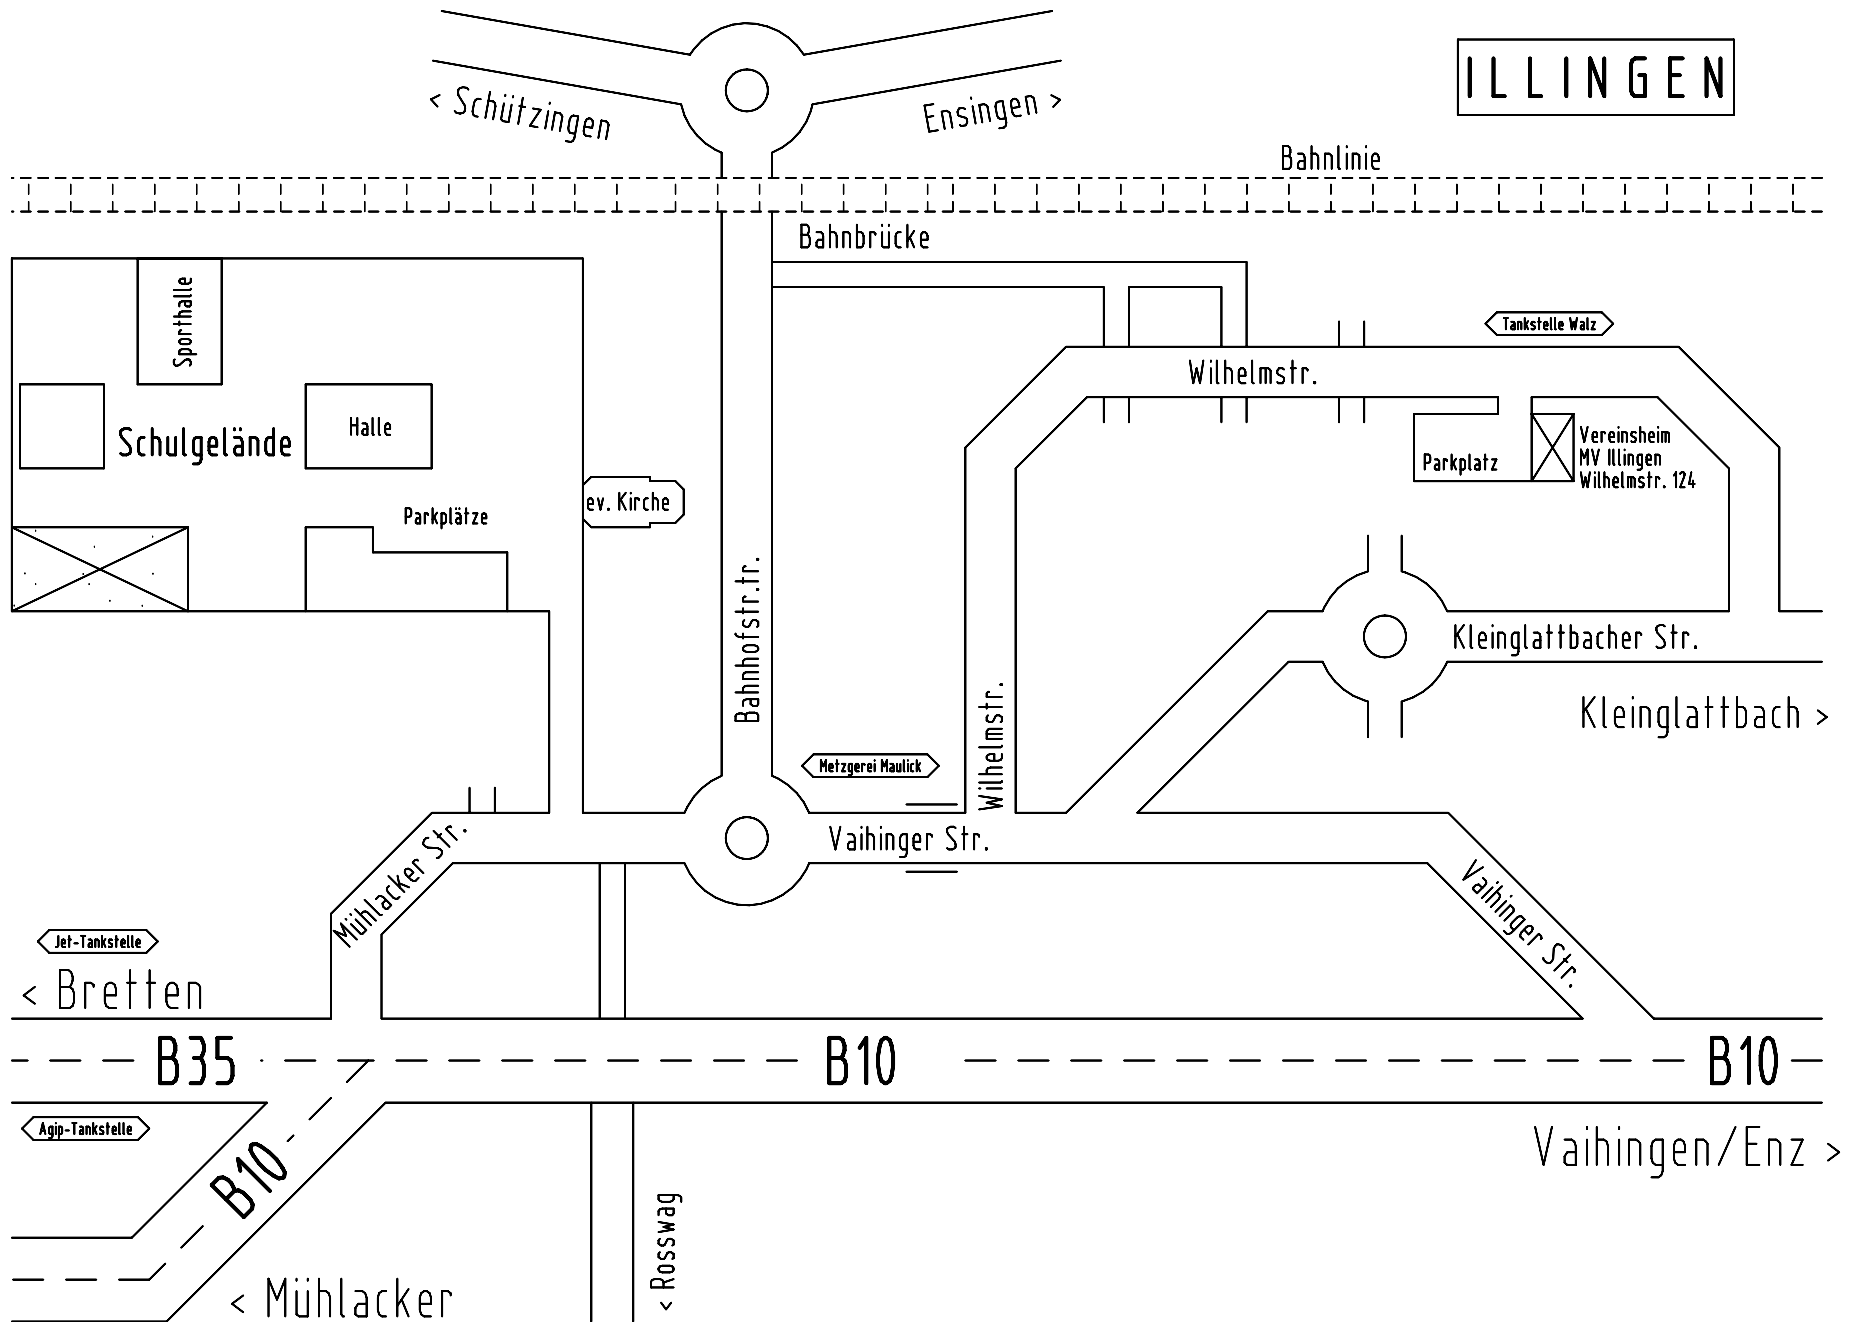 ILLINGEN
< Schützingen
Ensingen >
Bahnlinie
Bahnbrücke
Sporthalle
Tankstelle Walz
Wilhelmstr.
Schulgelände
Halle
Parkplatz
Vereinsheim
MV Illingen
Wilhelmstr. 124
ev. Kirche
Parkplätze
Bahnhofstr.tr.
Kleinglattbacher Str.
Kleinglattbach >
Wilhelmstr.
Metzgerei Maulick
Vaihinger Str.
Mühlacker Str.
Vaihinger Str.
Jet-Tankstelle
< Bretten
B35
B10
B10
Agip-Tankstelle
B10
Vaihingen/Enz >
< Rosswag
< Mühlacker